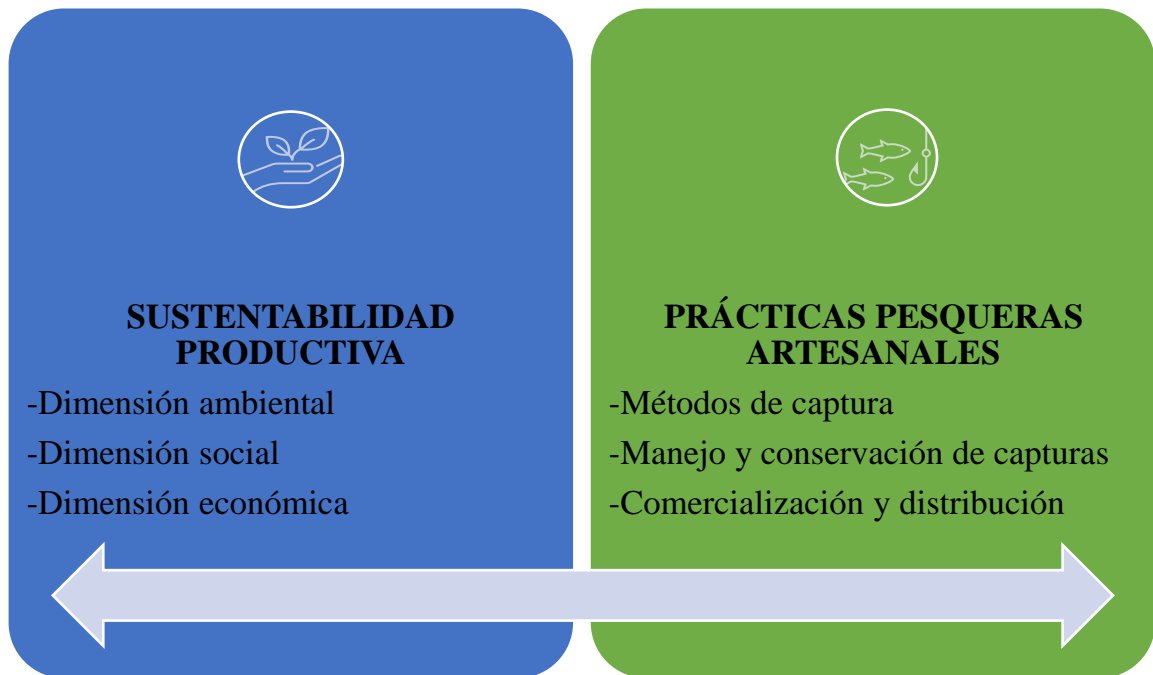 SUSTENTABILIDAD
PRODUCTIVA
-Dimensión ambiental
-Dimensión social
-Dimensión económica
PRÁCTICAS PESQUERAS
ARTESANALES
-Métodos de captura
-Manejo y conservación de capturas
-Comercialización y distribución